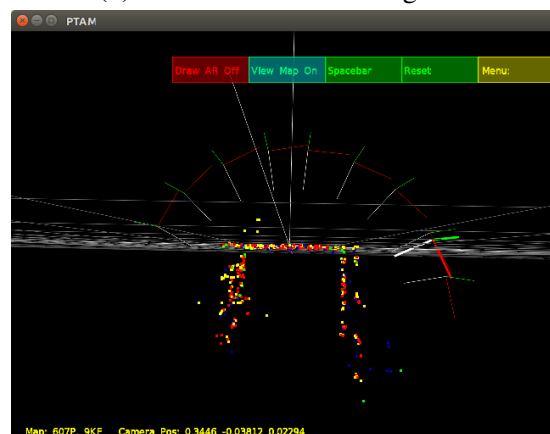 PTAM
Draw AR Off View Map On Spacebar Reset Menu:
Map: 607P, 9KF Camera Pos: 0.3446 -0.03812 0.02294